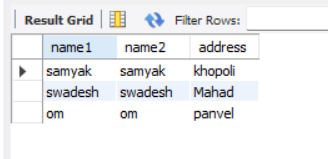 Result Grid Filter Rows:
name1 name2 address
samyak samyak khopoli
swadesh swadesh Mahad
om om panvel